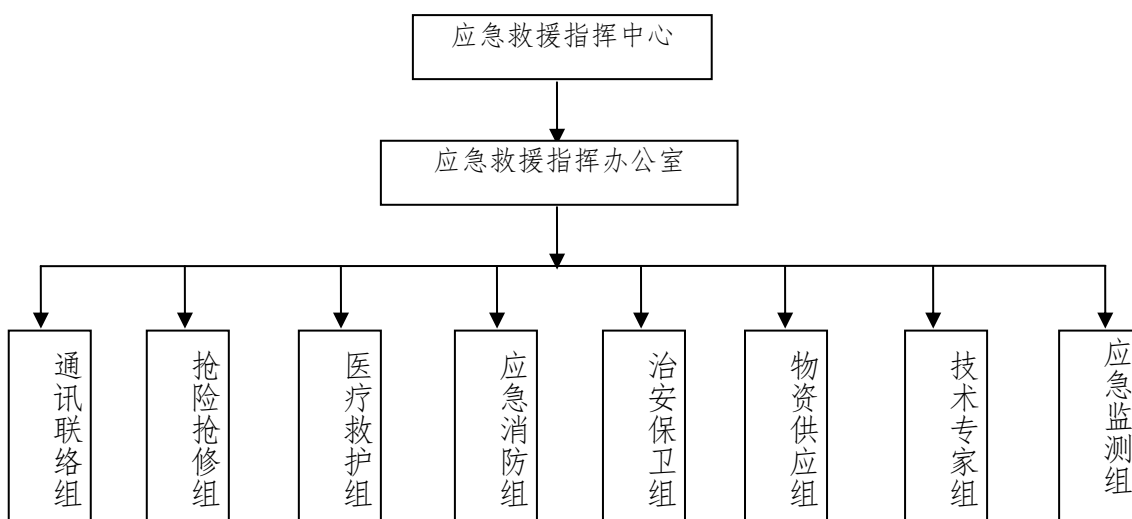 应急救援指挥中心
应急救援指挥办公室
通讯联络组
抢险抢修组
医疗救护组
应急消防组
治安保卫组
物资供应组
技术专家组
应急监测组